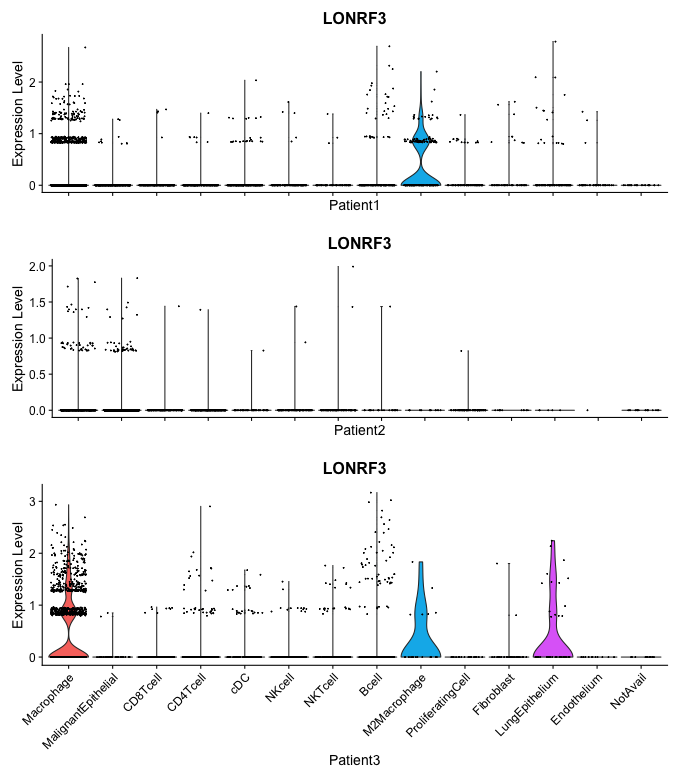 LONRF3
Expression Level
2
1
0
Patient1
LONRF3
Expression Level
2.0
1.5
1.0
0.5
0.0
Patient2
LONRF3
Expression Level
3
2
1
0
Macrophage
MalignantEpithelial
CD8Tcell
CD4Tcell
cDC
NKcell
NKTcell
Bcell
M2Macrophage
ProliferatingCell
Fibroblast
LungEpithelium
Endothelium
NotAvail
Patient3